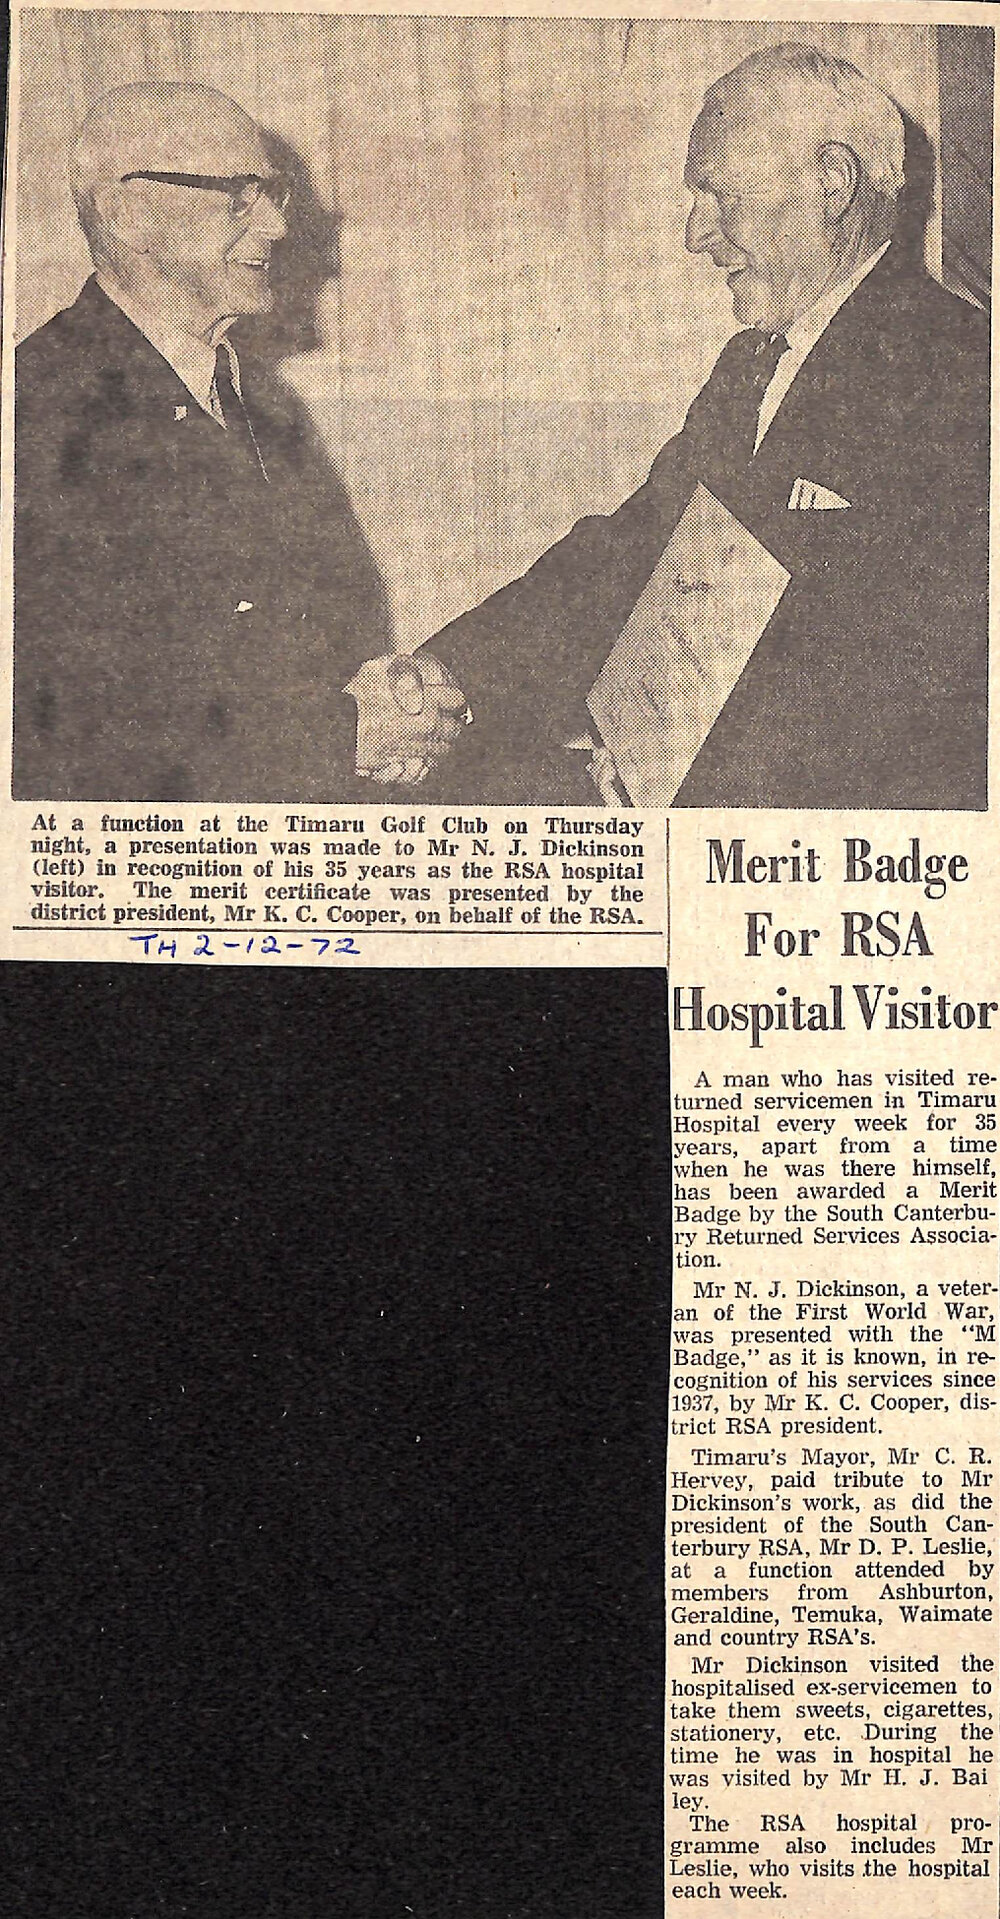 At a function at the Timaru Golf Club on Thursday
night, a presentation was made to Mr N. J. Dickinson
(left) in recognition of his 35 years as the RSA hospital
visitor. The merit certificate was presented by the
district president, Mr K. C. Cooper, on behalf of the RSA.
TH 2-12-72
Merit Badge
For RSA
Hospital Visitor
A man who has visited re-
turned servicemen in Timaru
Hospital every week for 35
years, apart from a time
when he was there himself,
has been awarded a Merit
Badge by the South Canterbu-
ry Returned Services Associa-
tion.
Mr N. J. Dickinson, a veter-
an of the First World War,
was presented with the “M
Badge,” as it is known, in re-
cognition of his services since
1937, by Mr K. C. Cooper, dis-
trict RSA president.
Timaru's Mayor, Mr C. R.
Hervey, paid tribute to Mr
Dickinson's work, as did the
president of the South Can-
terbury RSA, Mr D. P. Leslie,
at a function attended by
members from Ashburton,
Geraldine, Temuka, Waimate
and country RSA's.
Mr Dickinson visited the
hospitalised ex-servicemen to
take them sweets, cigarettes,
stationery, etc. During the
time he was in hospital he
was visited by Mr H. J. Bai
ley.
The RSA hospital pro-
gramme also includes Mr
Leslie, who visits the hospital
each week.